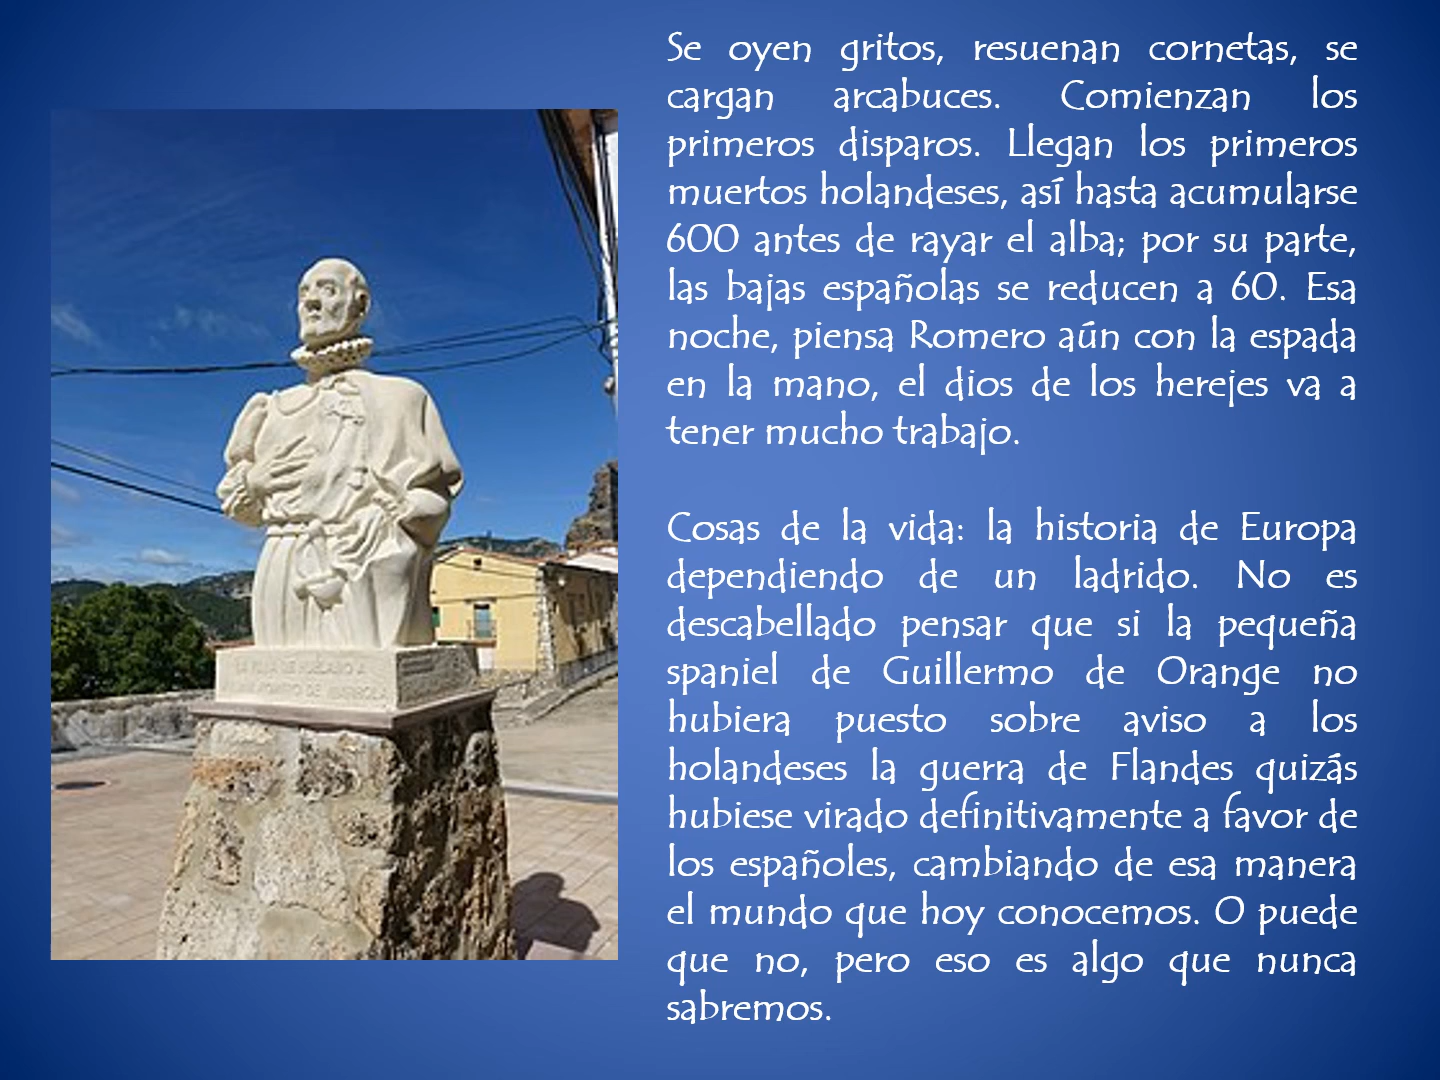 Se oyen gritos, resuenan cornetas, se
cargan arcabuces. Comienzan los
primeros disparos. Llegan los primeros
muertos holandeses, así hasta acumularse
600 antes de rayar el alba; por su parte,
las bajas españolas se reducen a 60. Esa
noche, piensa Romero aún con la espada
en la mano, el dios de los herejes va a
tener mucho trabajo.
Cosas de la vida: la historia de Europa
dependiendo de un ladrido. No es
descabellado pensar que si la pequeña
spaniel de Guillermo de Orange no
hubiera puesto sobre aviso a los
holandeses la guerra de Flandes quizás
hubiese virado definitivamente a favor de
los españoles, cambiando de esa manera
el mundo que hoy conocemos. O puede
que no, pero eso es algo que nunca
sabremos.